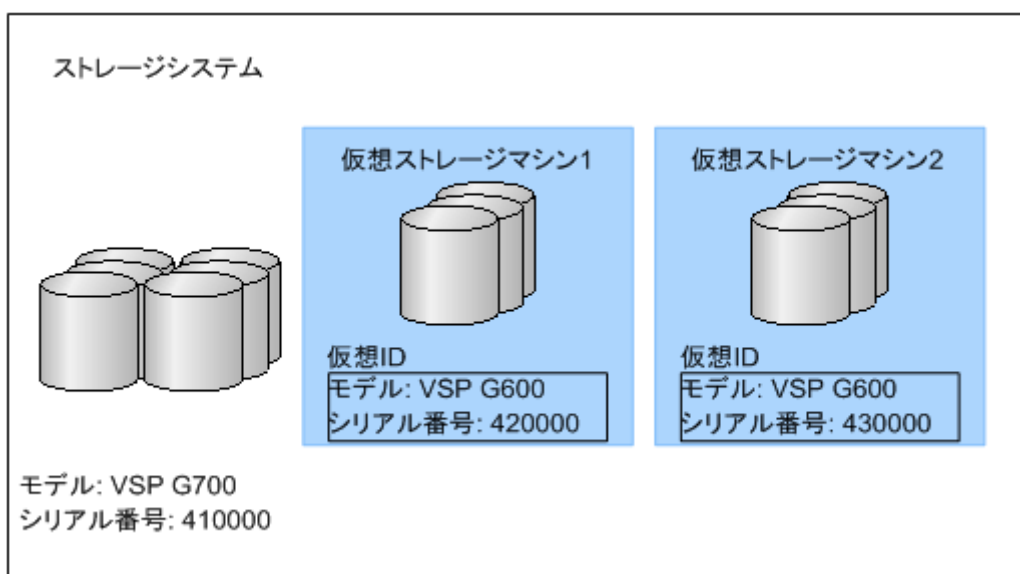 ストレージシステム
仮想ストレージマシン1
仮想ストレージマシン2
仮想ID
モデル: VSP G600
シリアル番号: 420000
仮想ID
モデル: VSP G600
シリアル番号: 430000
モデル: VSP G700
シリアル番号: 410000